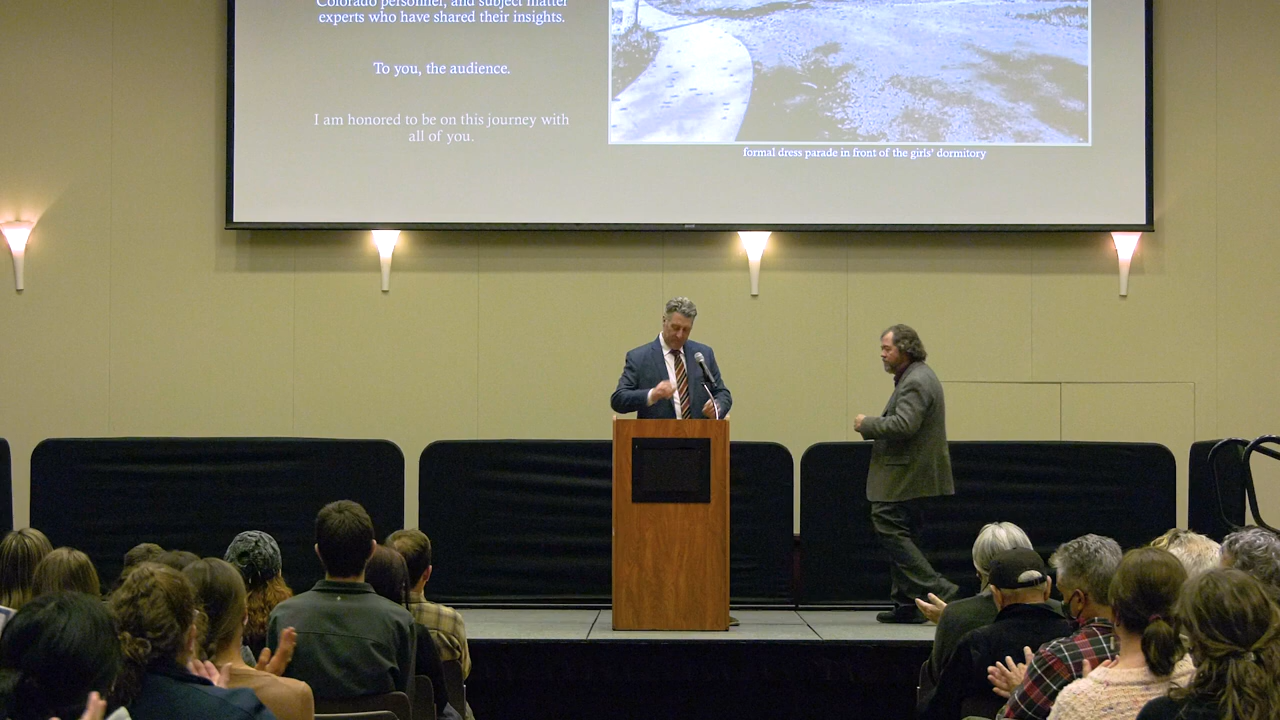 Colorado personnel, and subject matter
experts who have shared their insights.
To you, the audience.
I am honored to be on this journey with
all of you.
formal dress parade in front of the girls' dormitory